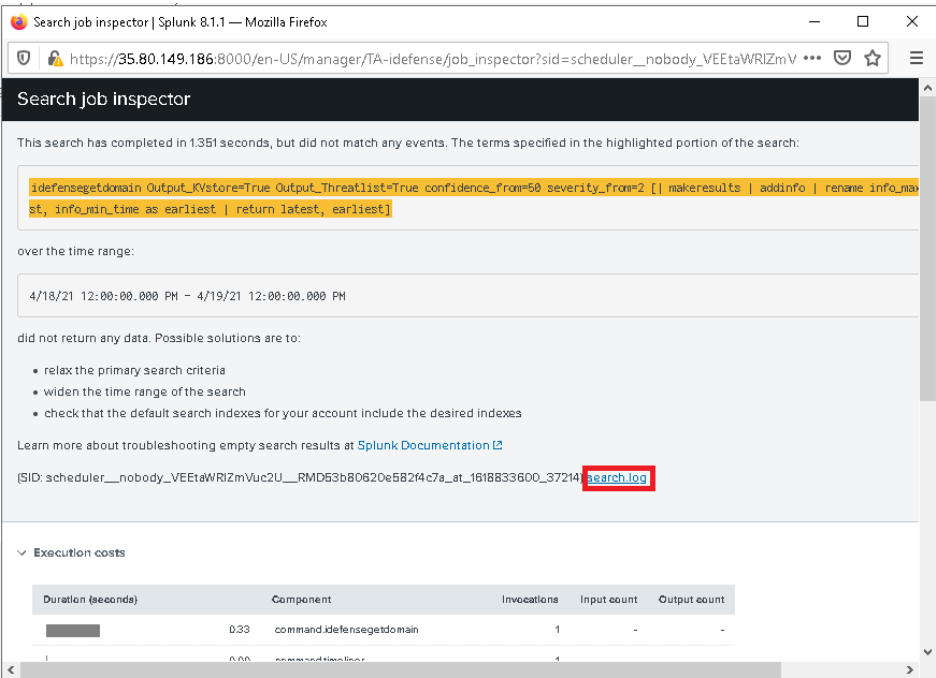 Search job inspector | Splunk 8.1.1 — Mozilla Firefox
https://35.80.149.186:8000/en-US/manager/TA-idefense/job_inspector?sid=scheduler__nobody_VEEtaWRlZmV
Search job inspector
This search has completed in 1.351 seconds, but did not match any events. The terms specified in the highlighted portion of the search:
idefensegetdomain Output_KVstore=True Output_Threatlist=True confidence_from=50 severity_from=2 [| makeresults | addinfo | rename info_max
st, info_min_time as earliest | return latest, earliest]
over the time range:
4/18/21 12:00:00.000 PM – 4/19/21 12:00:00.000 PM
did not return any data. Possible solutions are to:
• relax the primary search criteria
• widen the time range of the search
• check that the default search indexes for your account include the desired indexes
Learn more about troubleshooting empty search results at Splunk Documentation
(SID: scheduler__nobody_VEEtaWRlZmVuc2U__RMD53b80620e582f4c7a_at_1618833600_37214) search.log
Execution costs
Duration (seconds) Component Invocations Input count Output count
0.33 command.idefensegetdomain 1 - -
0.00 command.timeliner 1